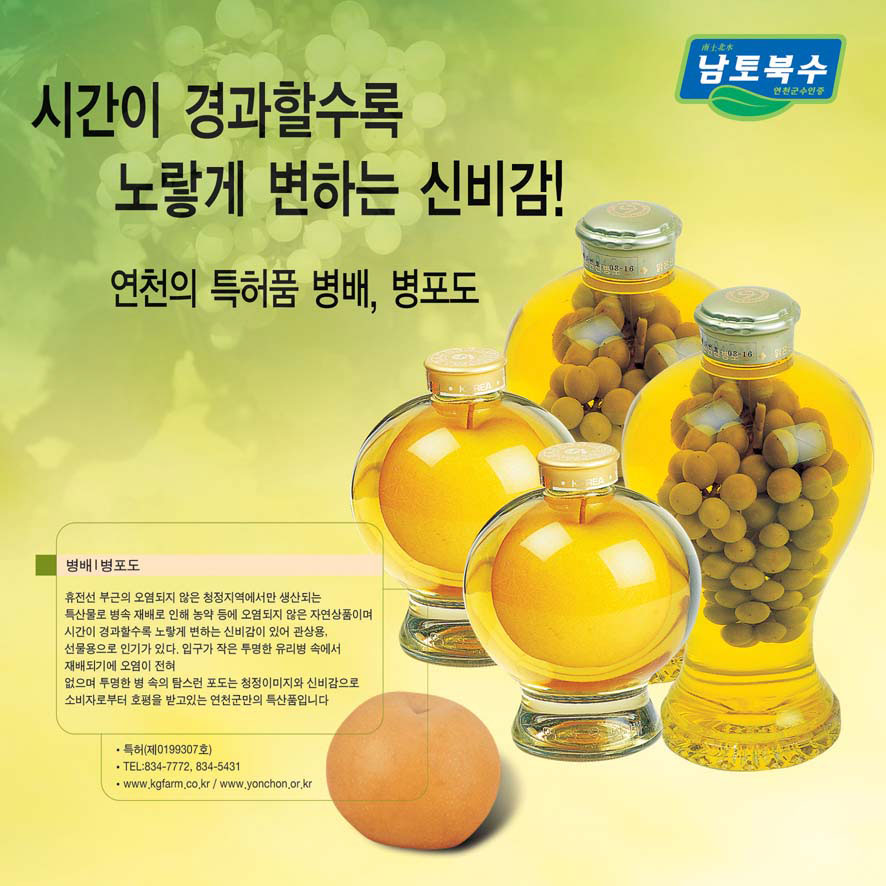 南土北水
남토북수
연천군수인증
시간이 경과할수록
노랗게 변하는 신비감!
연천의 특허품 병배, 병포도
98-16
98-16
KOREA
KOREA
병배ㅣ병포도
휴전선 부근의 오염되지 않은 청정지역에서만 생산되는
특산물로 병속 재배로 인해 농약 등에 오염되지 않은 자연상품이며
시간이 경과할수록 노랗게 변하는 신비감이 있어 관상용,
선물용으로 인기가 있다. 입구가 작은 투명한 유리병 속에서
재배되기에 오염이 전혀
없으며 투명한 병 속의 탐스런 포도는 청정이미지와 신비감으로
소비자로부터 호평을 받고있는 연천군만의 특산품입니다
• 특허(제0199307호)
• TEL:834-7772, 834-5431
• www.kgfarm.co.kr / www.yonchon.or.kr